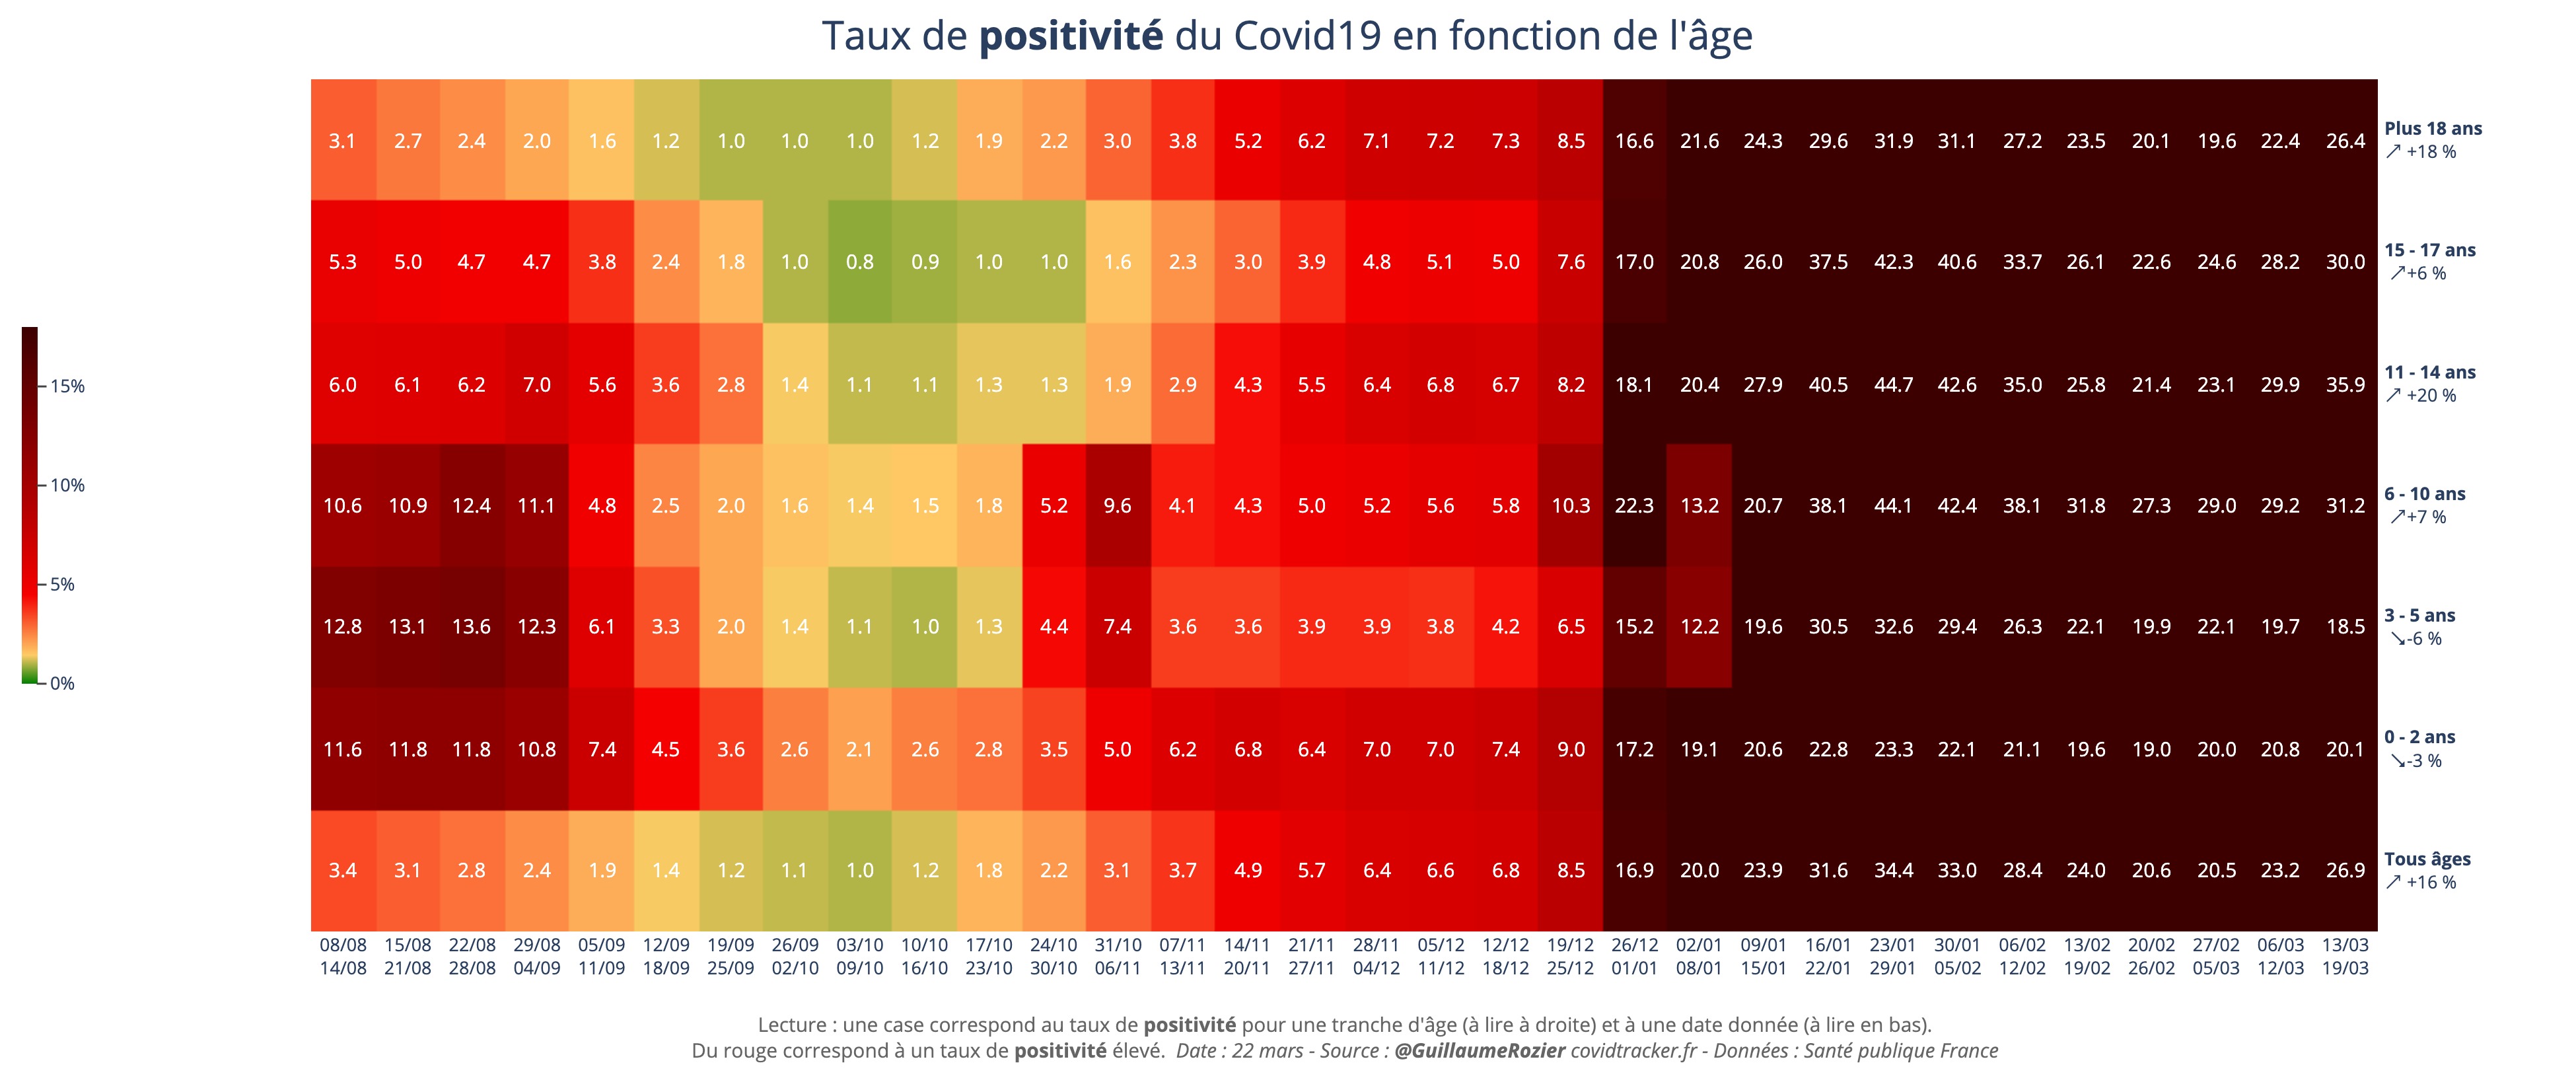 Taux de positivité du Covid19 en fonction de l'âge
3.1 2.7 2.4 2.0 1.6 1.2 1.0 1.0 1.0 1.2 1.9 2.2 3.0 3.8 5.2 6.2 7.1 7.2 7.3 8.5 16.6 21.6 24.3 29.6 31.9 31.1 27.2 23.5 20.1 19.6 22.4 26.4 Plus 18 ans
↗ +18 %
5.3 5.0 4.7 4.7 3.8 2.4 1.8 1.0 0.8 0.9 1.0 1.0 1.6 2.3 3.0 3.9 4.8 5.1 5.0 7.6 17.0 20.8 26.0 37.5 42.3 40.6 33.7 26.1 22.6 24.6 28.2 30.0 15 - 17 ans
↗+6 %
6.0 6.1 6.2 7.0 5.6 3.6 2.8 1.4 1.1 1.1 1.3 1.3 1.9 2.9 4.3 5.5 6.4 6.8 6.7 8.2 18.1 20.4 27.9 40.5 44.7 42.6 35.0 25.8 21.4 23.1 29.9 35.9 11 - 14 ans
↗ +20 %
10.6 10.9 12.4 11.1 4.8 2.5 2.0 1.6 1.4 1.5 1.8 5.2 9.6 4.1 4.3 5.0 5.2 5.6 5.8 10.3 22.3 13.2 20.7 38.1 44.1 42.4 38.1 31.8 27.3 29.0 29.2 31.2 6 - 10 ans
↗+7 %
12.8 13.1 13.6 12.3 6.1 3.3 2.0 1.4 1.1 1.0 1.3 4.4 7.4 3.6 3.6 3.9 3.9 3.8 4.2 6.5 15.2 12.2 19.6 30.5 32.6 29.4 26.3 22.1 19.9 22.1 19.7 18.5 3 - 5 ans
↘-6 %
11.6 11.8 11.8 10.8 7.4 4.5 3.6 2.6 2.1 2.6 2.8 3.5 5.0 6.2 6.8 6.4 7.0 7.0 7.4 9.0 17.2 19.1 20.6 22.8 23.3 22.1 21.1 19.6 19.0 20.0 20.8 20.1 0 - 2 ans
↘-3 %
3.4 3.1 2.8 2.4 1.9 1.4 1.2 1.1 1.0 1.2 1.8 2.2 3.1 3.7 4.9 5.7 6.4 6.6 6.8 8.5 16.9 20.0 23.9 31.6 34.4 33.0 28.4 24.0 20.6 20.5 23.2 26.9 Tous âges
↗ +16 %
15%
10%
5%
0%
08/08 15/08 22/08 29/08 05/09 12/09 19/09 26/09 03/10 10/10 17/10 24/10 31/10 07/11 14/11 21/11 28/11 05/12 12/12 19/12 26/12 02/01 09/01 16/01 23/01 30/01 06/02 13/02 20/02 27/02 06/03 13/03
14/08 21/08 28/08 04/09 11/09 18/09 25/09 02/10 09/10 16/10 23/10 30/10 06/11 13/11 20/11 27/11 04/12 11/12 18/12 25/12 01/01 08/01 15/01 22/01 29/01 05/02 12/02 19/02 26/02 05/03 12/03 19/03
Lecture : une case correspond au taux de positivité pour une tranche d'âge (à lire à droite) et à une date donnée (à lire en bas).
Du rouge correspond à un taux de positivité élevé. Date : 22 mars - Source : @GuillaumeRozier covidtracker.fr - Données : Santé publique France